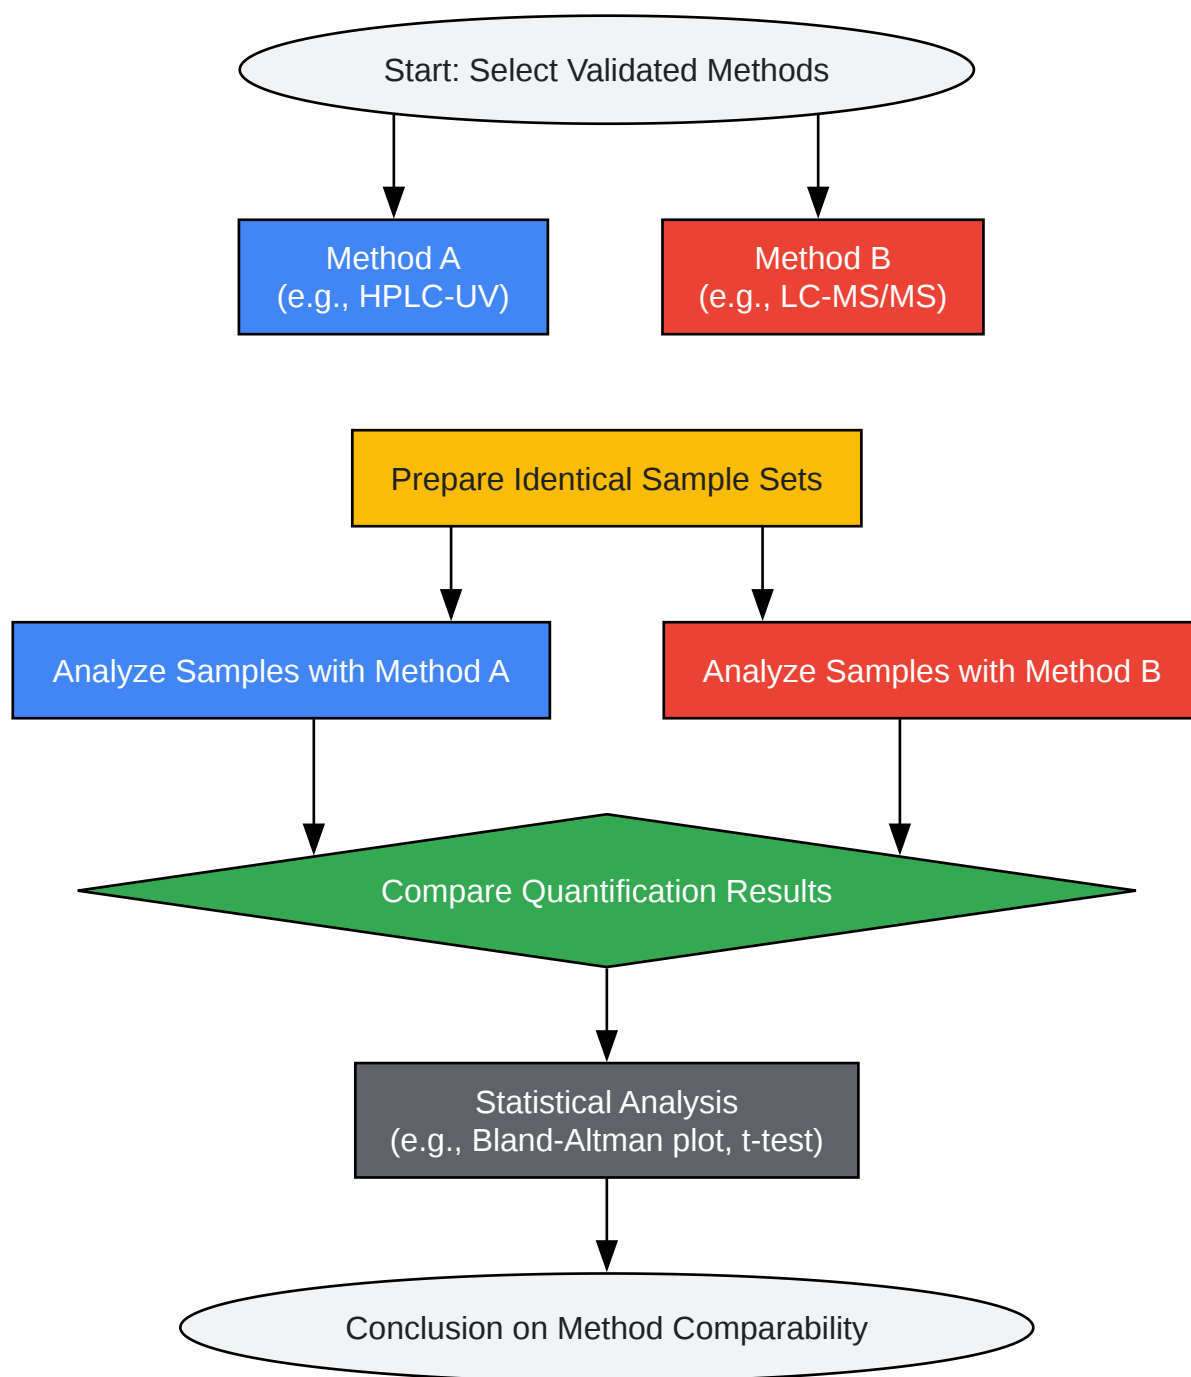 Start: Select Validated Methods
Method A
(e.g., HPLC-UV)
Method B
(e.g., LC-MS/MS)
Prepare Identical Sample Sets
Analyze Samples with Method A
Analyze Samples with Method B
Compare Quantification Results
Statistical Analysis
(e.g., Bland-Altman plot, t-test)
Conclusion on Method Comparability